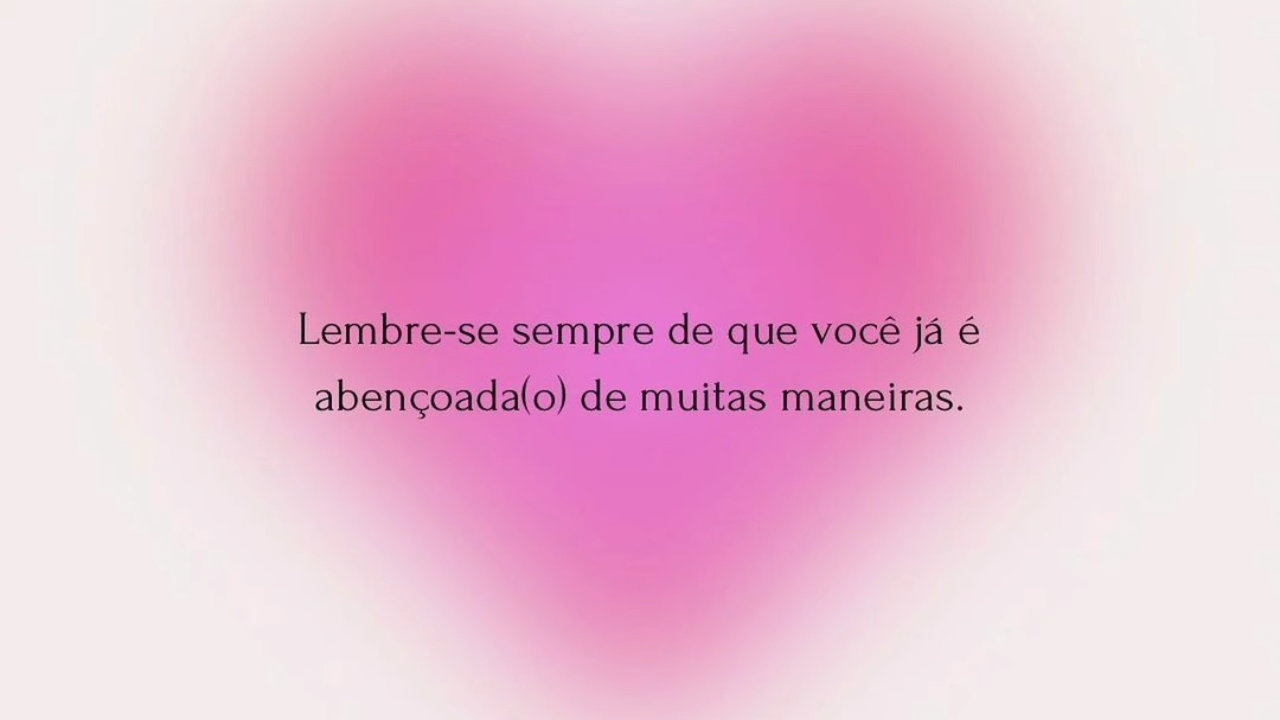 Lembre-se sempre de que você já é
abençoada(o) de muitas maneiras.